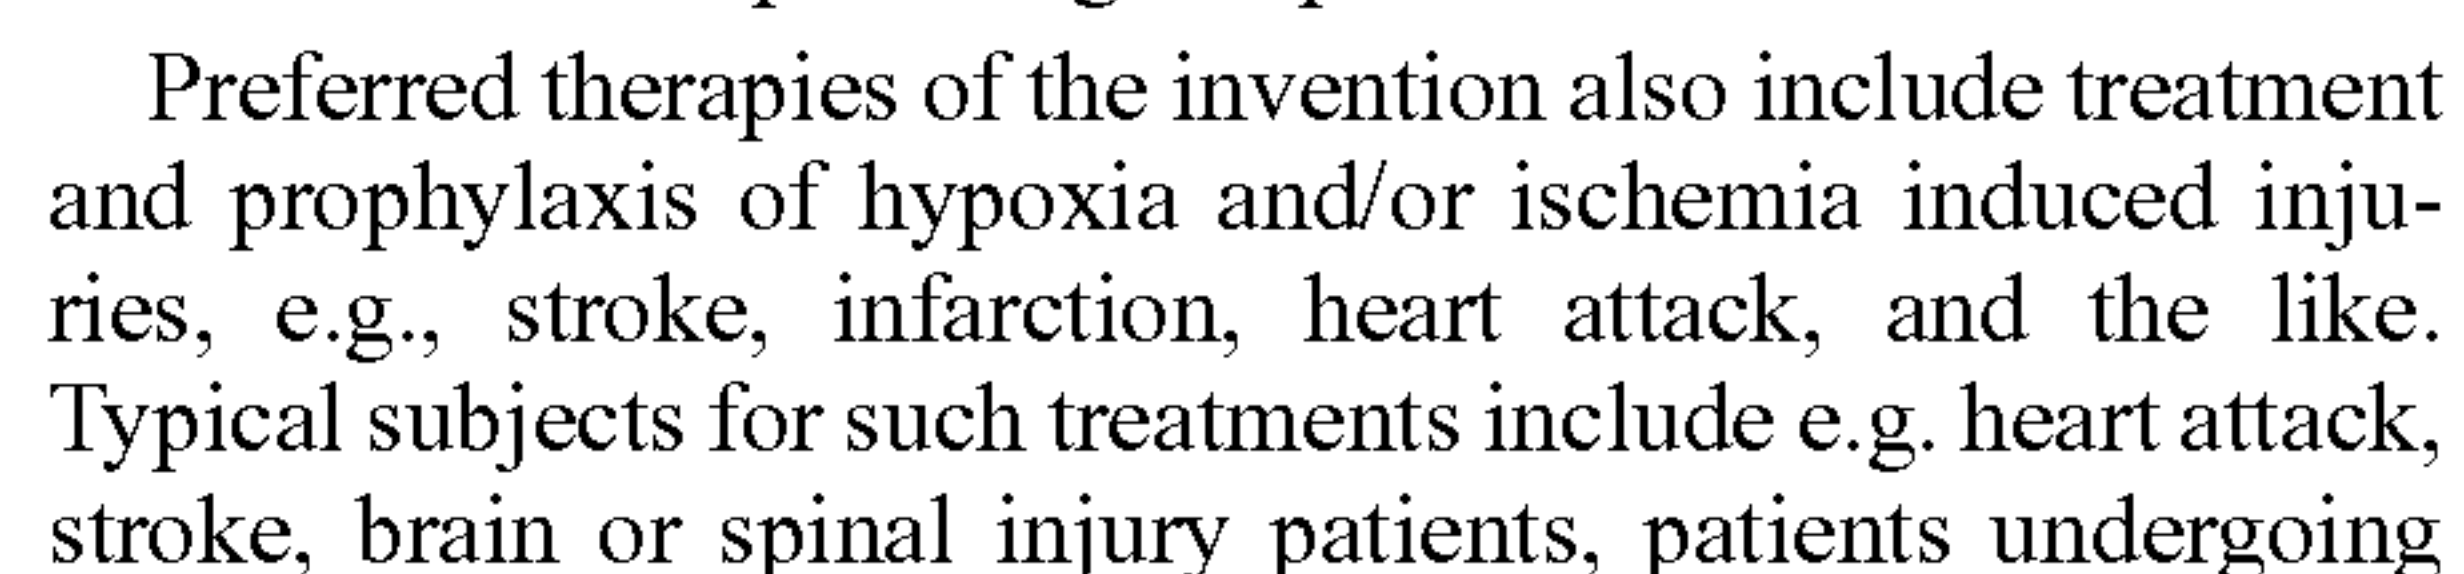 Preferred therapies of the invention also include treatment
and prophylaxis of hypoxia and/or ischemia induced inju-
ries, e.g., stroke, infarction, heart attack, and the like.
Typical subjects for such treatments include e.g. heart attack,
stroke, brain or spinal injury patients, patients undergoing